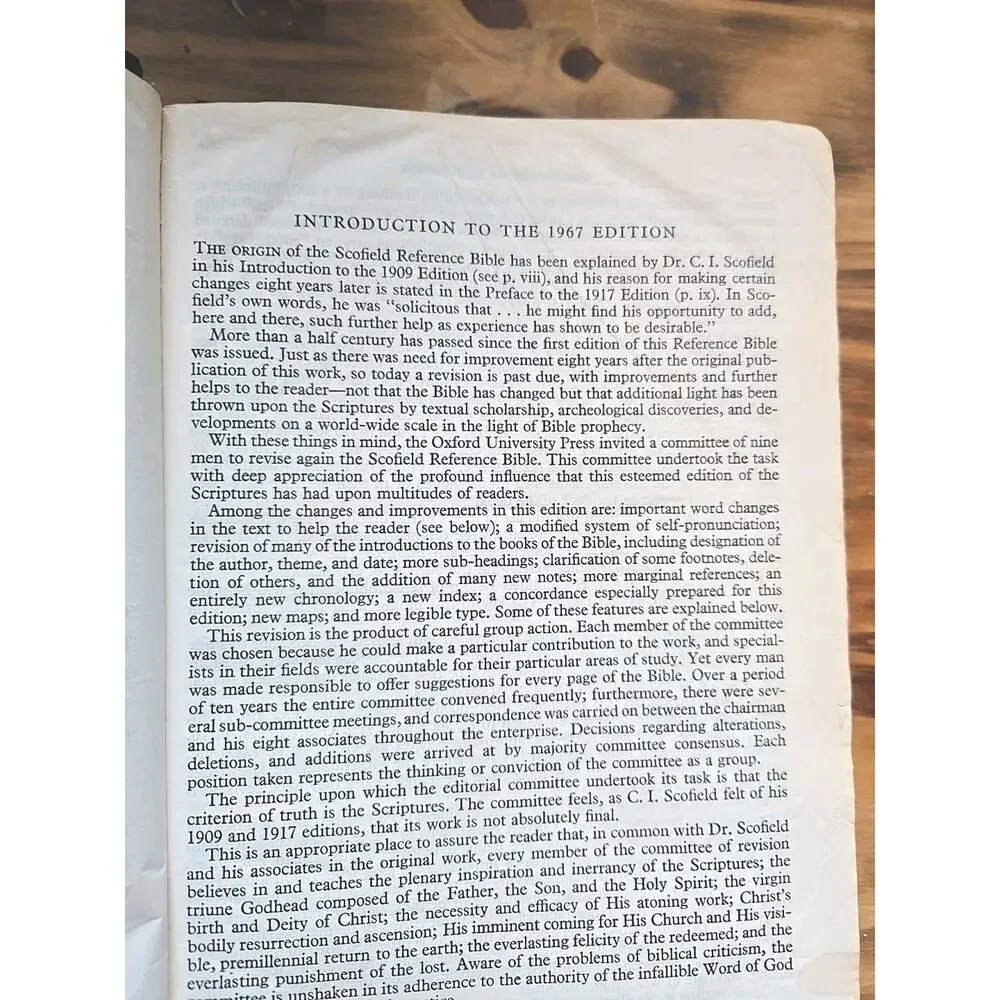 INTRODUCTION TO THE 1967 EDITION
THE ORIGIN of the Scofield Reference Bible has been explained by Dr. C. I. Scofield
in his Introduction to the 1909 Edition (see p. viii), and his reason for making certain
changes eight years later is stated in the Preface to the 1917 Edition (p. ix). In Sco-
field's own words, he was "solicitous that . . . he might find his opportunity to add,
here and there, such further help as experience has shown to be desirable."
More than a half century has passed since the first edition of this Reference Bible
was issued. Just as there was need for improvement eight years after the original pub-
lication of this work, so today a revision is past due, with improvements and further
helps to the reader—not that the Bible has changed but that additional light has been
thrown upon the Scriptures by textual scholarship, archeological discoveries, and de-
velopments on a world-wide scale in the light of Bible prophecy.
With these things in mind, the Oxford University Press invited a committee of nine
men to revise again the Scofield Reference Bible. This committee undertook the task
with deep appreciation of the profound influence that this esteemed edition of the
Scriptures has had upon multitudes of readers.
Among the changes and improvements in this edition are: important word changes
in the text to help the reader (see below); a modified system of self-pronunciation;
revision of many of the introductions to the books of the Bible, including designation of
the author, theme, and date; more sub-headings; clarification of some footnotes, dele-
tion of others, and the addition of many new notes; more marginal references; an
entirely new chronology; a new index; a concordance especially prepared for this
edition; new maps; and more legible type. Some of these features are explained below.
This revision is the product of careful group action. Each member of the committee
was chosen because he could make a particular contribution to the work, and special-
ists in their fields were accountable for their particular areas of study. Yet every man
was made responsible to offer suggestions for every page of the Bible. Over a period
of ten years the entire committee convened frequently; furthermore, there were sev-
eral sub-committee meetings, and correspondence was carried on between the chairman
and his eight associates throughout the enterprise. Decisions regarding alterations,
deletions, and additions were arrived at by majority committee consensus. Each
position taken represents the thinking or conviction of the committee as a group.
The principle upon which the editorial committee undertook its task is that the
criterion of truth is the Scriptures. The committee feels, as C. I. Scofield felt of his
1909 and 1917 editions, that its work is not absolutely final.
This is an appropriate place to assure the reader that, in common with Dr. Scofield
and his associates in the original work, every member of the committee of revision
believes in and teaches the plenary inspiration and inerrancy of the Scriptures; the
triune Godhead composed of the Father, the Son, and the Holy Spirit; the virgin
birth and Deity of Christ; the necessity and efficacy of His atoning work; Christ's
bodily resurrection and ascension; His imminent coming for His Church and His visi-
ble, premillennial return to the earth; the everlasting felicity of the redeemed; and the
everlasting punishment of the lost. Aware of the problems of biblical criticism, the
committee is unshaken in its adherence to the authority of the infallible Word of God